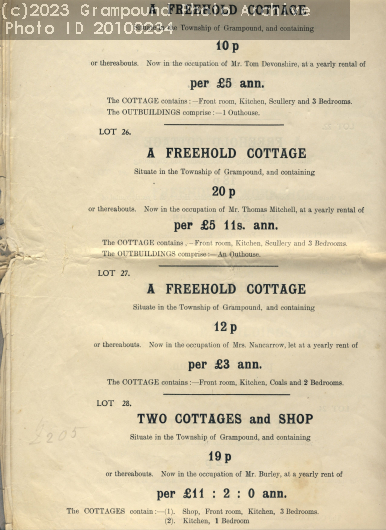 (c)2023 Grampound Photo Archive
Photo ID 20100234
A FREEHOLD COTTAGE
Situate in the Township of Grampound, and containing
10 p
or thereabouts. Now in the occupation of Mr. Tom Devonshire, at a yearly rental of
per £5 ann.
The COTTAGE contains :—Front room, Kitchen, Scullery and 3 Bedrooms.
The OUTBUILDINGS comprise :—1 Outhouse.
LOT 26.
A FREEHOLD COTTAGE
Situate in the Township of Grampound, and containing
20 p
or thereabouts. Now in the occupation of Mr. Thomas Mitchell, at a yearly rental of
per £5 11s. ann.
The COTTAGE contains .—Front room, Kitchen, Scullery and 3 Bedrooms.
The OUTBUILDINGS comprise :—An Outhouse.
LOT 27.
A FREEHOLD COTTAGE
Situate in the Township of Grampound, and containing
12 p
or thereabouts. Now in the occupation of Mrs. Nancarrow, let at a yearly rent of
per £3 ann.
The COTTAGE contains :—Front room, Kitchen, Coals and 2 Bedrooms.
LOT 28.
TWO COTTAGES and SHOP
£205
Situate in the Township of Grampound, and containing
19 p
or thereabouts. Now in the occupation of Mr. Burley, at a yearly rent of
per £11 : 2 : 0 ann.
The COTTAGES contain :—(1). Shop, Front room, Kitchen, 3 Bedrooms.
(2). Kitchen, 1 Bedroom